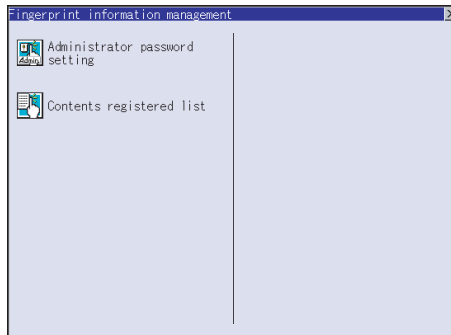 Fingerprint information management
Administrator password
setting
Admin.
Contents registered list